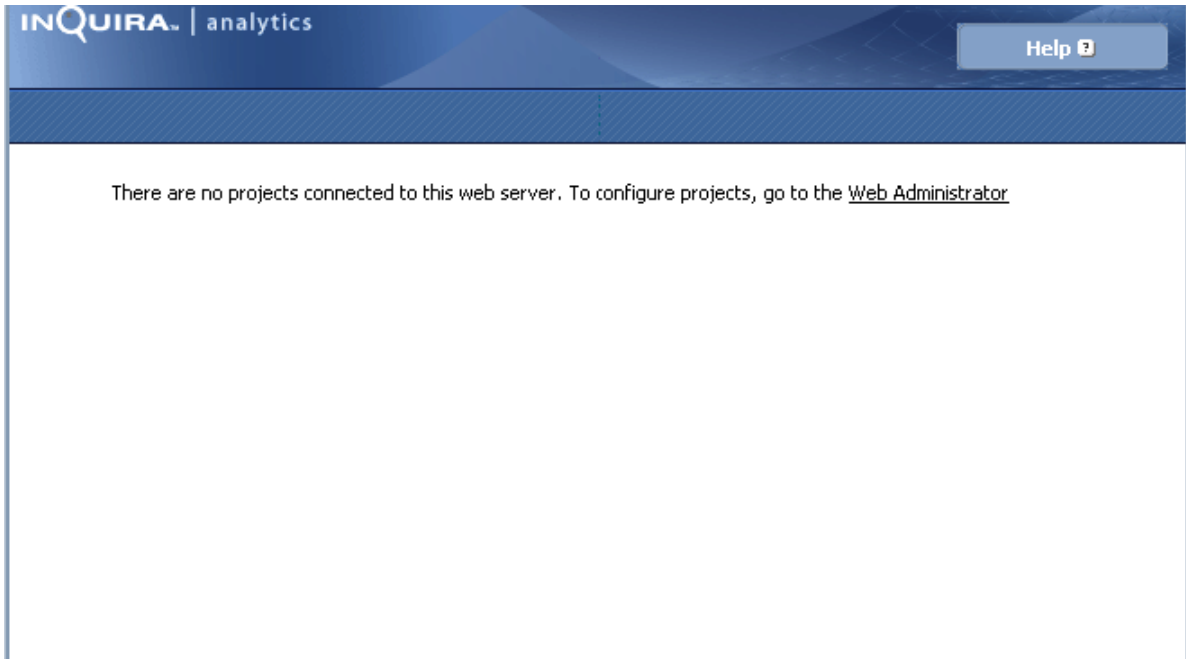 INQUIRA™ | analytics
Help ?
There are no projects connected to this web server. To configure projects, go to the Web Administrator